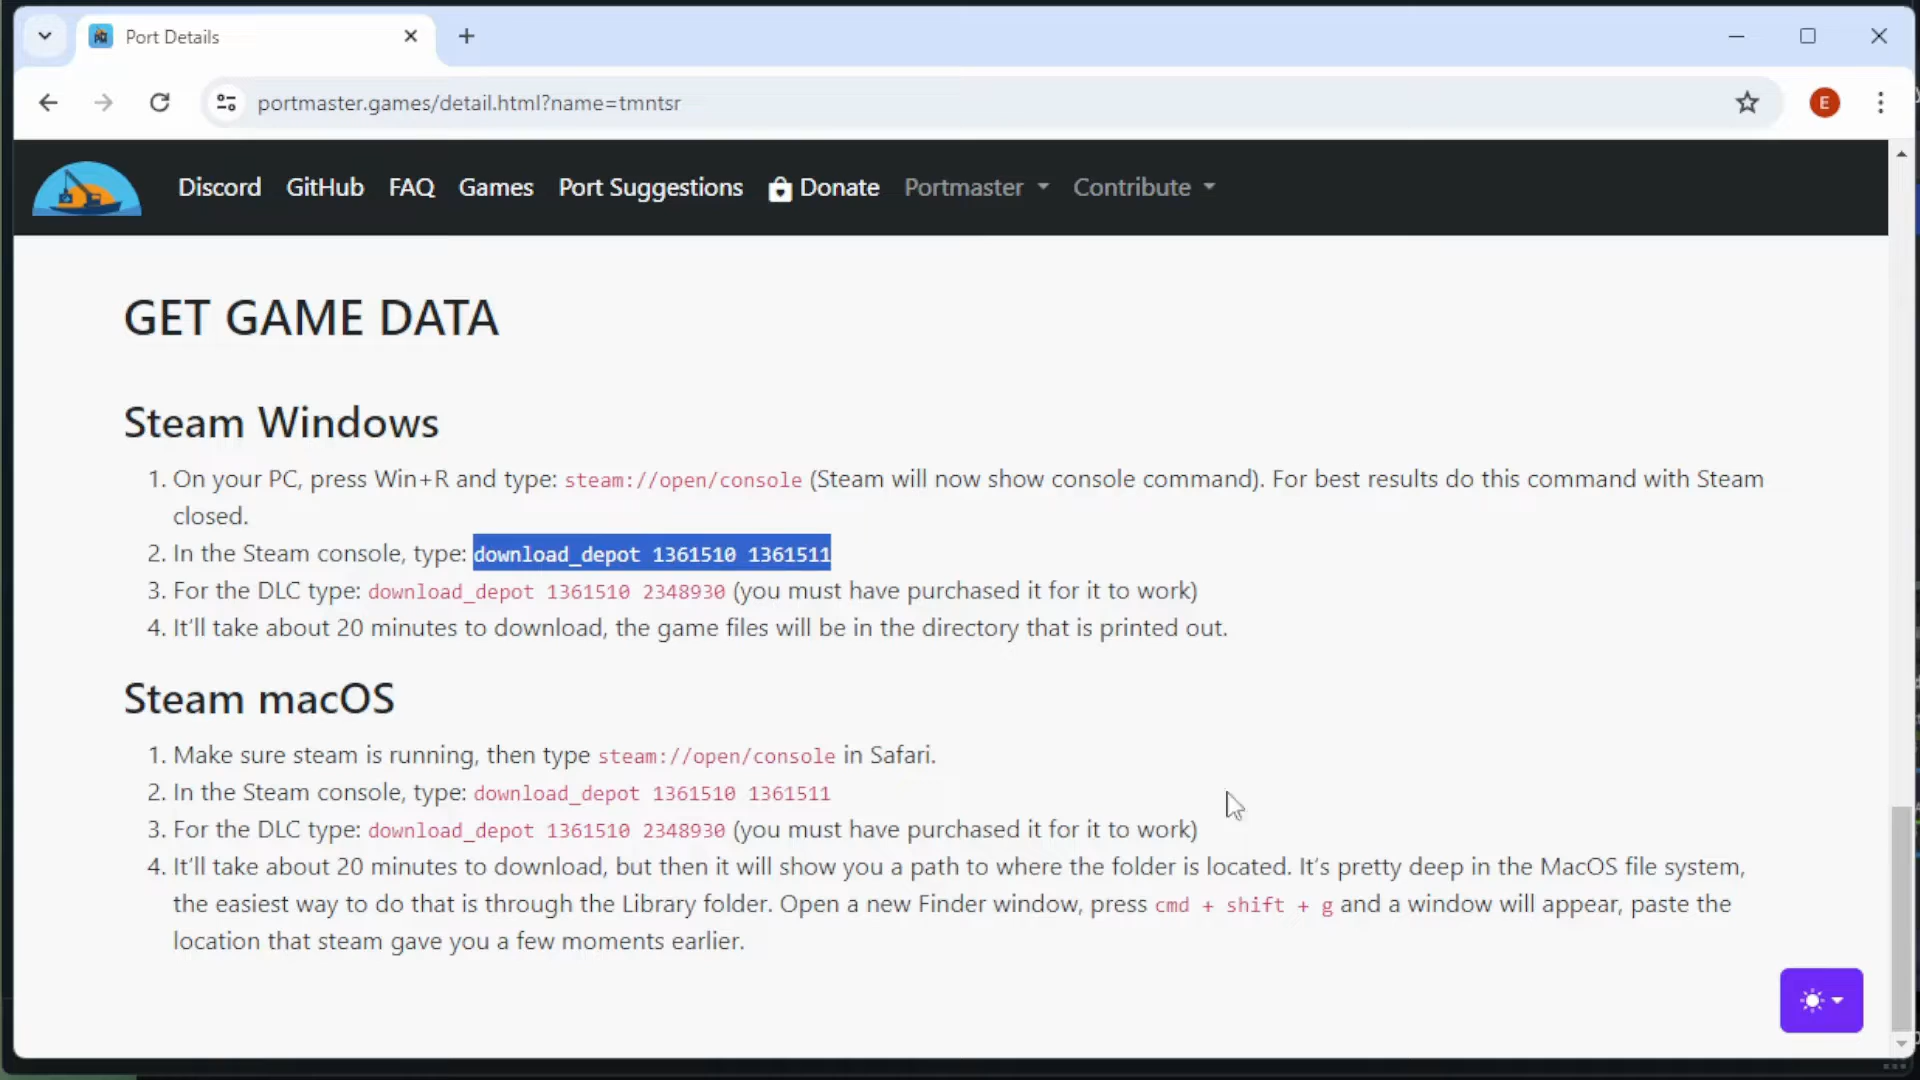 Port Details
portmaster.games/detail.html?name=tmntsr
E
Discord GitHub FAQ Games Port Suggestions Donate Portmaster Contribute
GET GAME DATA
Steam Windows
1. On your PC, press Win+R and type: steam://open/console (Steam will now show console command). For best results do this command with Steam
closed.
2. In the Steam console, type: download_depot 1361510 1361511
3. For the DLC type: download_depot 1361510 2348930 (you must have purchased it for it to work)
4. It’ll take about 20 minutes to download, the game files will be in the directory that is printed out.
Steam macOS
1. Make sure steam is running, then type steam://open/console in Safari.
2. In the Steam console, type: download_depot 1361510 1361511
3. For the DLC type: download_depot 1361510 2348930 (you must have purchased it for it to work)
4. It’ll take about 20 minutes to download, but then it will show you a path to where the folder is located. It’s pretty deep in the MacOS file system,
the easiest way to do that is through the Library folder. Open a new Finder window, press cmd + shift + g and a window will appear, paste the
location that steam gave you a few moments earlier.